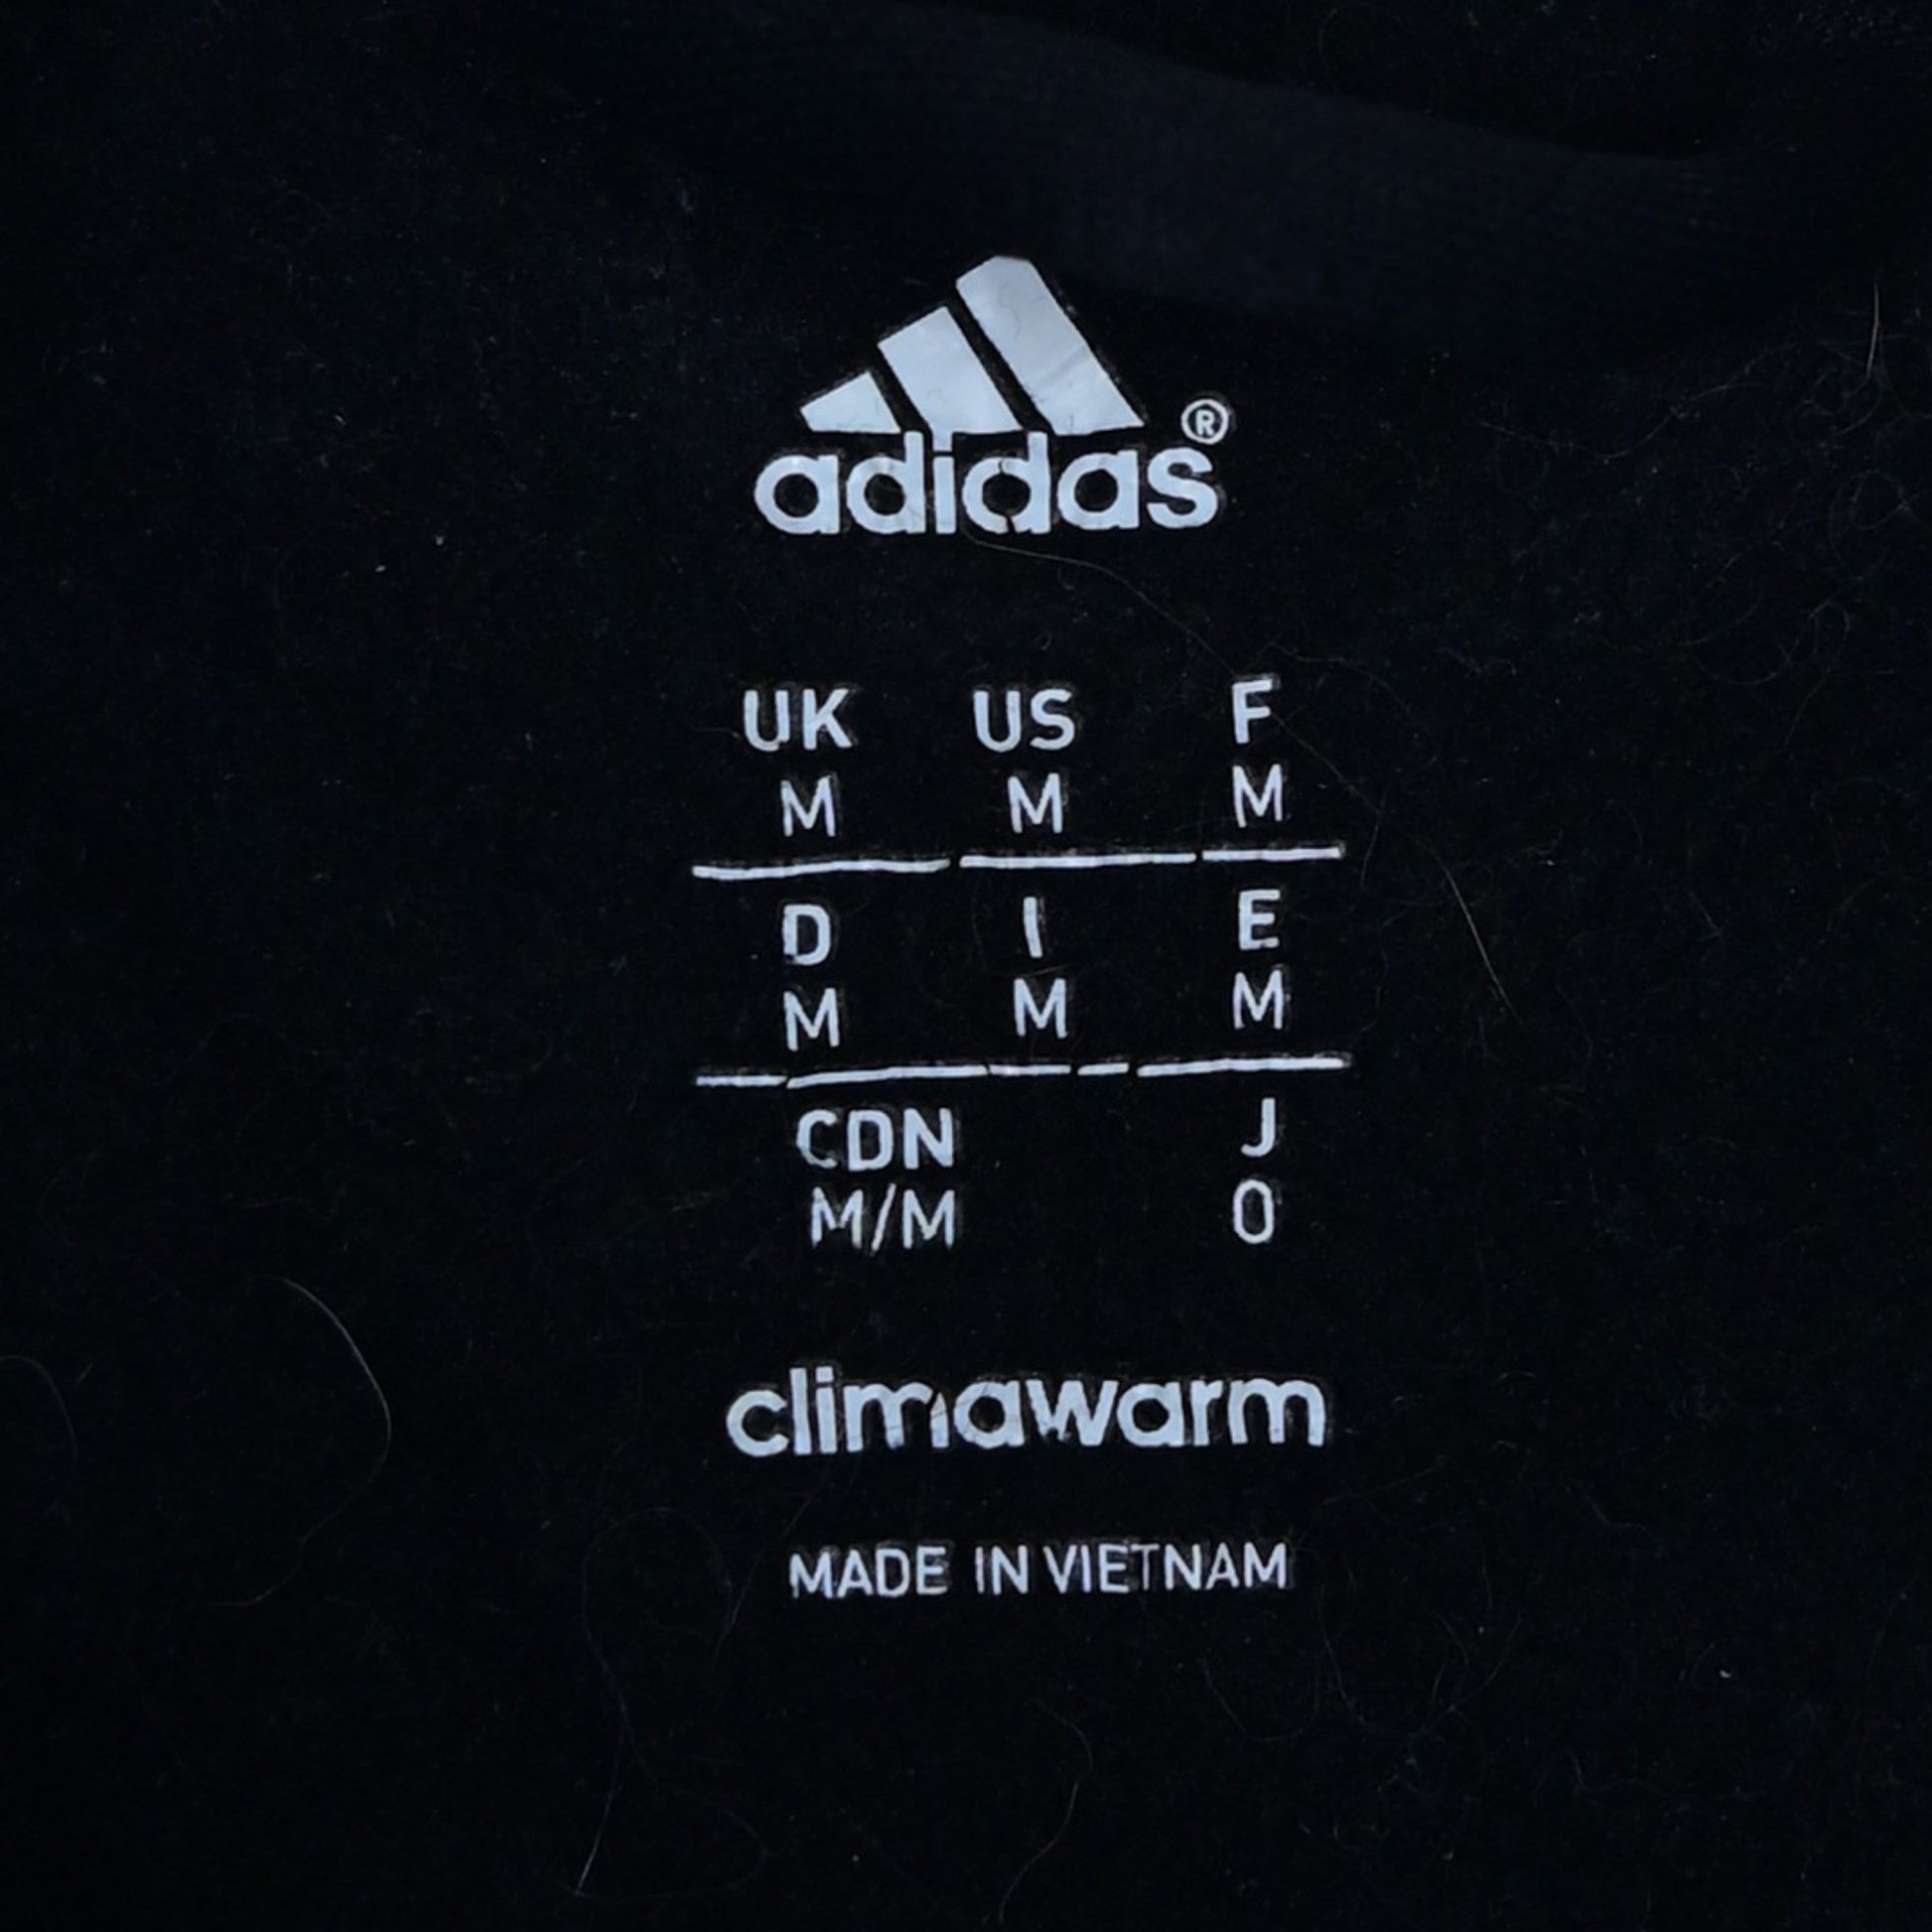 adidas®
UK US F
M M M
D I E
M M M
CDN J
M/M O
climawarm
MADE IN VIETNAM